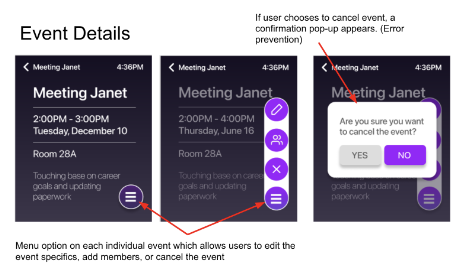 Event Details
If user chooses to cancel event, a
confirmation pop-up appears. (Error
prevention)
Meeting Janet 4:36PM
Meeting Janet
2:00PM - 3:00PM
Tuesday, December 10
Room 28A
Touching base on career
goals and updating
paperwork
Meeting Janet 4:36PM
Meeting Janet
2:00PM - 4:00PM
Thursday, June 16
Room 28A
Touching base on career
goals and updating
paperwork
Meeting Janet 4:36PM
Are you sure you want
to cancel the event?
YES NO
Menu option on each individual event which allows users to edit the
event specifics, add members, or cancel the event